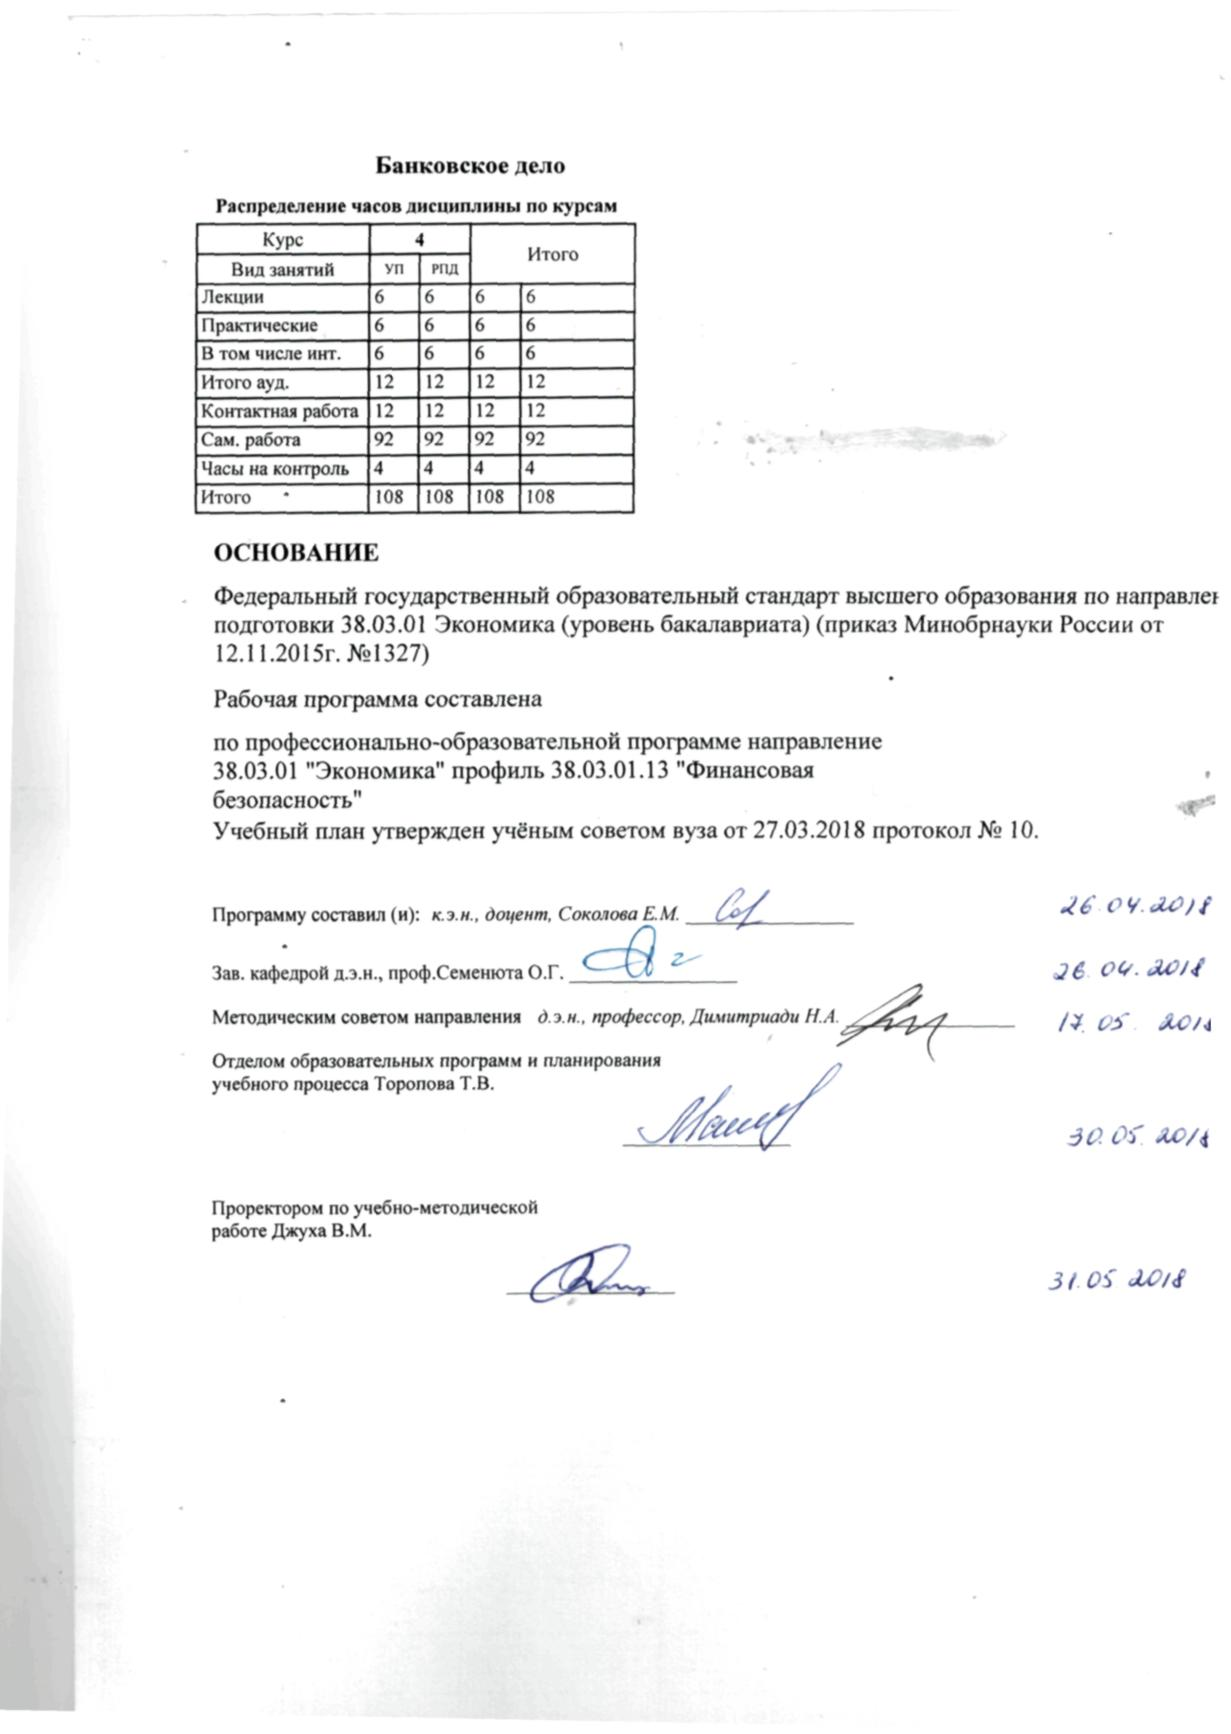 Банковское дело
Распределение часов дисциплины по курсам
Курс 4 Итого
Вид занятий УП РПД
Лекции 6 6 6 6
Практические 6 6 6 6
В том числе инт. 6 6 6 6
Итого ауд. 12 12 12 12
Контактная работа 12 12 12 12
Сам. работа 92 92 92 92
Часы на контроль 4 4 4 4
Итого 108 108 108 108
ОСНОВАНИЕ
Федеральный государственный образовательный стандарт высшего образования по направлен
подготовки 38.03.01 Экономика (уровень бакалавриата) (приказ Минобрнауки России от
12.11.2015г. №1327)
Рабочая программа составлена
по профессионально-образовательной программе направление
38.03.01 "Экономика" профиль 38.03.01.13 "Финансовая
безопасность"
Учебный план утвержден учёным советом вуза от 27.03.2018 протокол № 10.
Программу составил (и): к.э.н., доцент, Соколова Е.М. 26.04.2018
Зав. кафедрой д.э.н., проф.Семенюта О.Г. 26.04.2018
Методическим советом направления д.э.н., профессор, Димитриади Н.А. 17.05. 2018
Отделом образовательных программ и планирования
учебного процесса Торопова Т.В.
30.05.2018
Проректором по учебно-методической
работе Джуха В.М.
31.05 2018